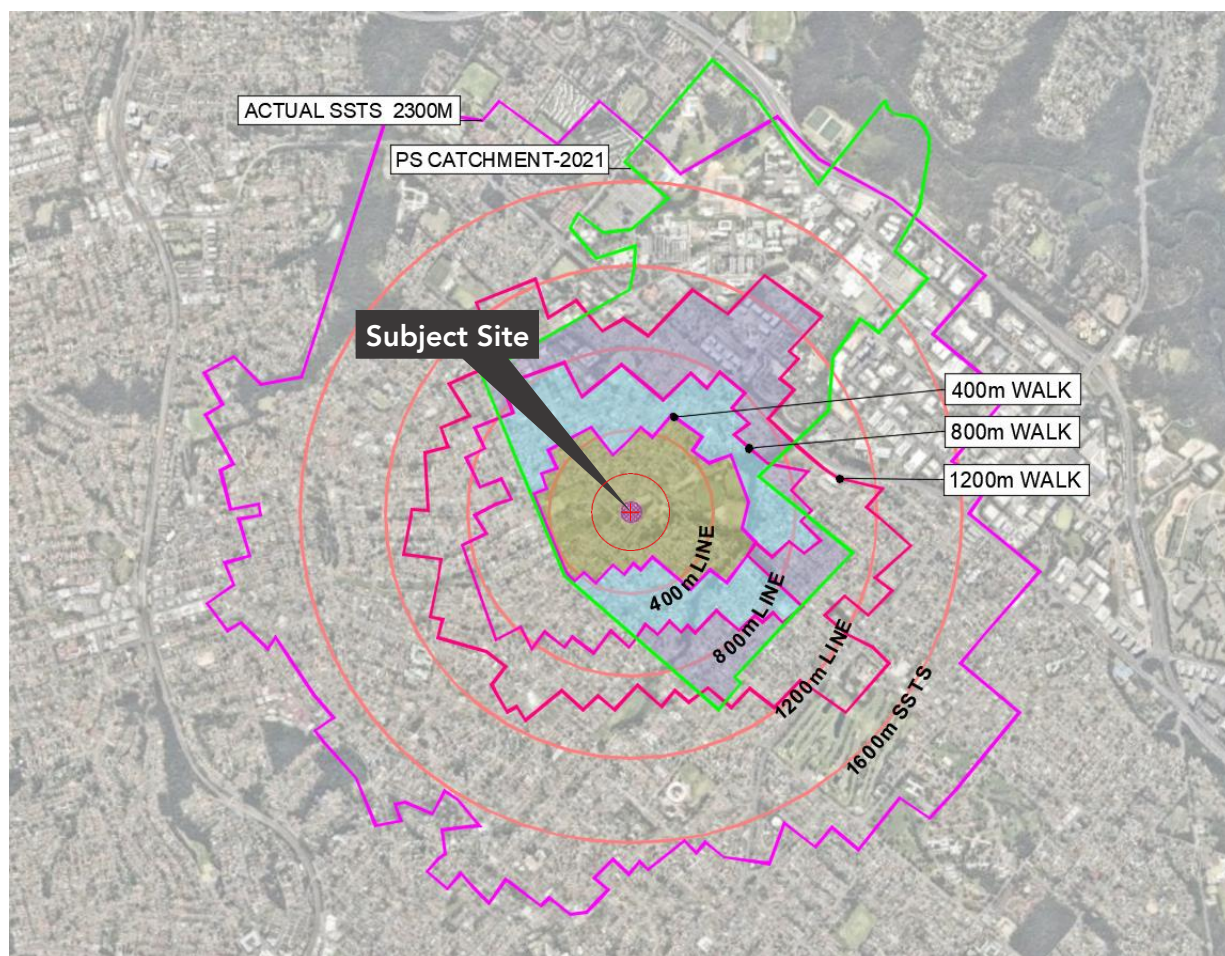 ACTUAL SSTS 2300M
PS CATCHMENT-2021
Subject Site
400m WALK
800m WALK
1200m WALK
400m LINE
800m LINE
1200m LINE
1600m SSTS